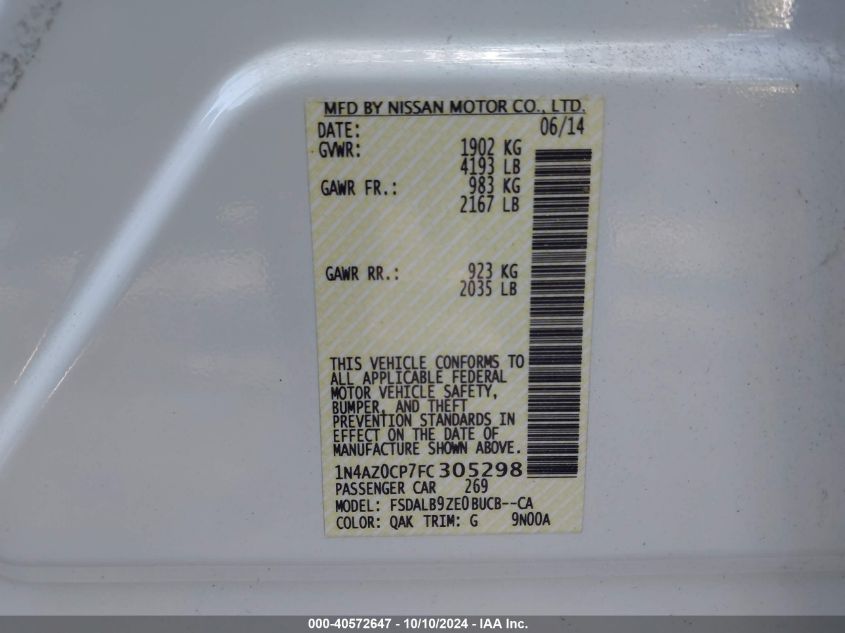 MFD BY NISSAN MOTOR CO., LTD.
DATE: 06/14
GVWR: 1902 KG
4193 LB
GAWR FR.: 983 KG
2167 LB
GAWR RR.: 923 KG
2035 LB
THIS VEHICLE CONFORMS TO
ALL APPLICABLE FEDERAL
MOTOR VEHICLE SAFETY,
BUMPER, AND THEFT
PREVENTION STANDARDS IN
EFFECT ON THE DATE OF
MANUFACTURE SHOWN ABOVE.
1N4AZ0CP7FC305298
PASSENGER CAR 269
MODEL: FSDALB9ZE0BUCB--CA
COLOR: QAK TRIM: G 9N00A
000-40572647 - 10/10/2024 - IAA Inc.